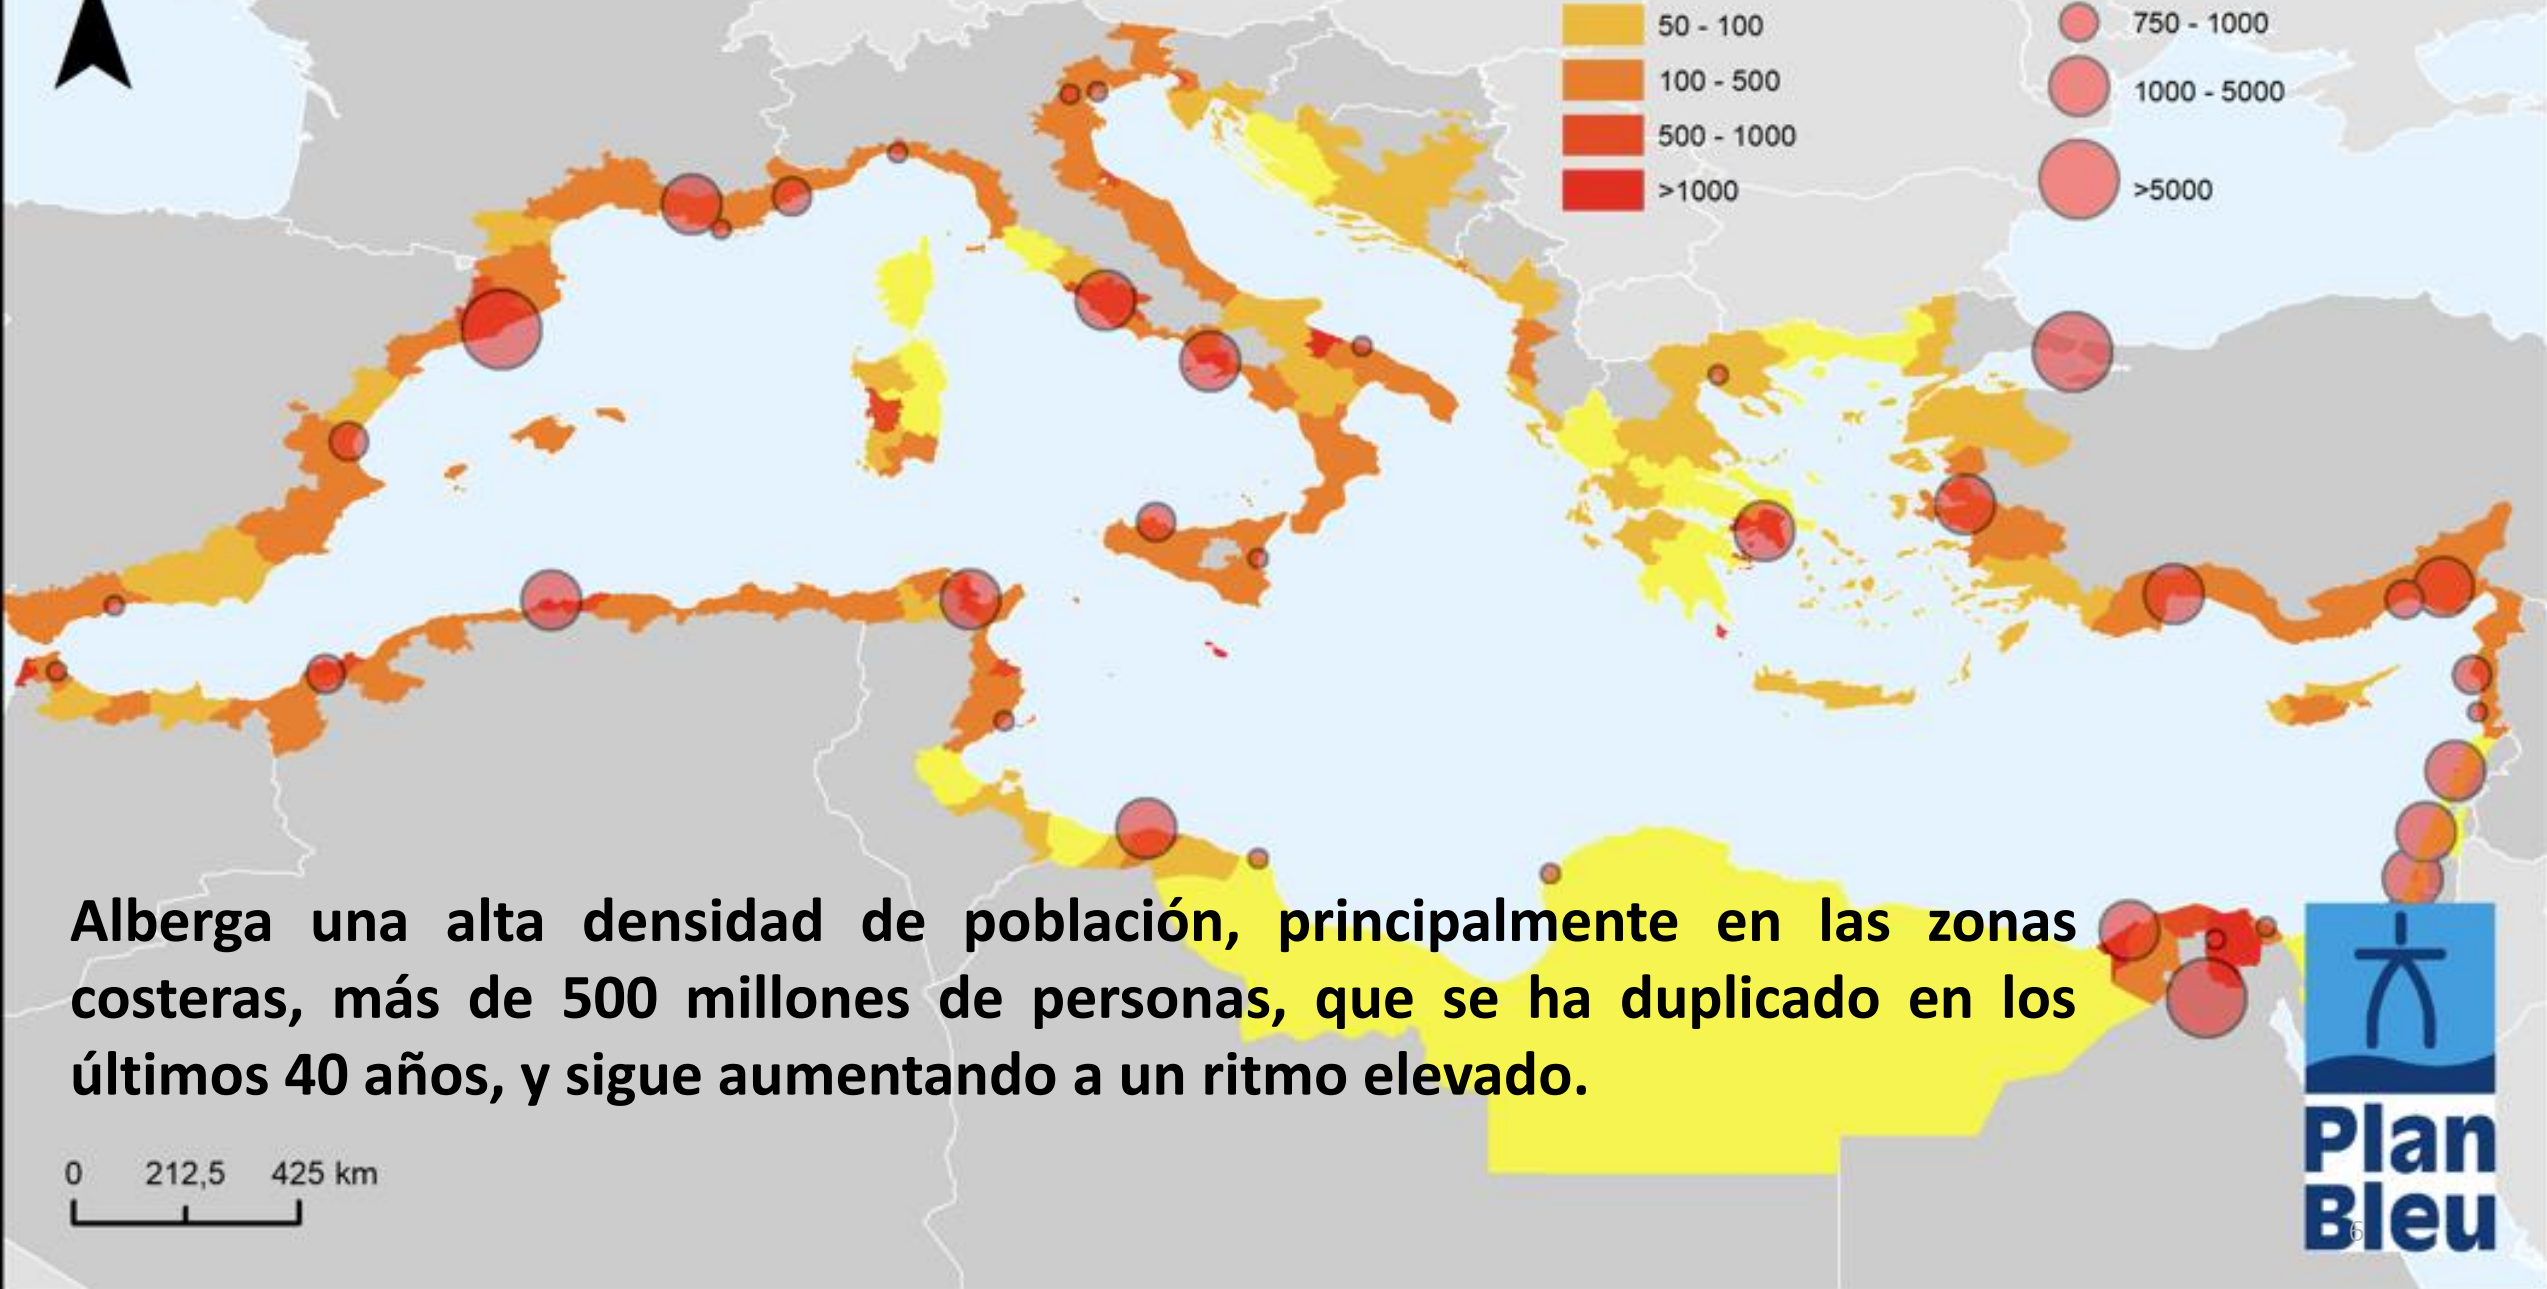 50 - 100
100 - 500
500 - 1000
>1000
750 - 1000
1000 - 5000
>5000
Alberga una alta densidad de población, principalmente en las zonas
costeras, más de 500 millones de personas, que se ha duplicado en los
últimos 40 años, y sigue aumentando a un ritmo elevado.
0 212,5 425 km
Plan
Bleu
6